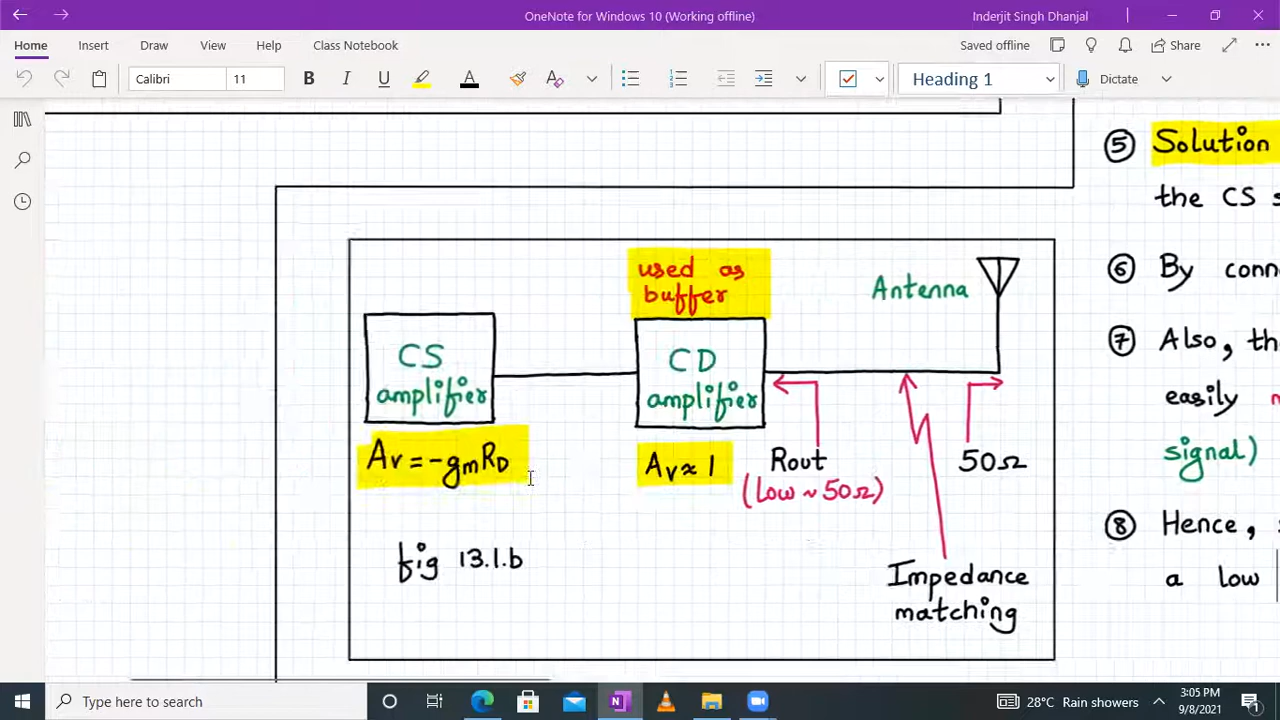 OneNote for Windows 10 (Working offline)
Inderjit Singh Dhanjal
Home Insert Draw View Help Class Notebook
Saved offline
Share
Calibri 11 B I U A A Heading 1 Dictate
5 Solution
the CS
6 By conn
7 Also, th
easily
signal)
8 Hence,
a low
used as
buffer
Antenna
CS
amplifier
CD
amplifier
Av = -gmRD
Av ≈ 1
Rout
(low ~ 50Ω)
50Ω
fig 13.1.b
Impedance
matching
Type here to search
28°C Rain showers
3:05 PM
9/8/2021
1